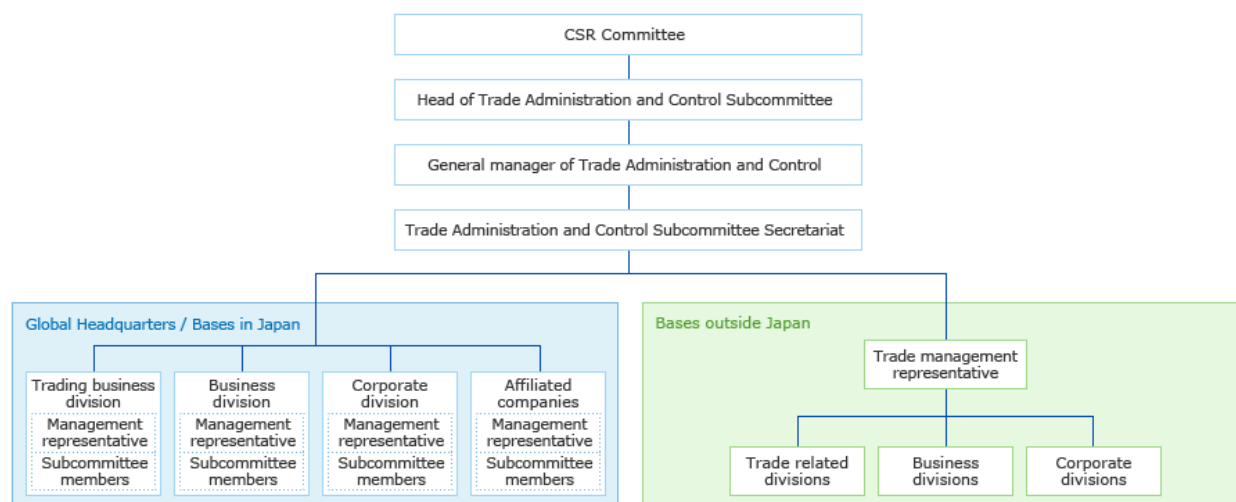 CSR Committee
Head of Trade Administration and Control Subcommittee
General manager of Trade Administration and Control
Trade Administration and Control Subcommittee Secretariat
Global Headquarters / Bases in Japan
Trading business
division
Management
representative
Subcommittee
members
Business
division
Management
representative
Subcommittee
members
Corporate
division
Management
representative
Subcommittee
members
Affiliated
companies
Management
representative
Subcommittee
members
Bases outside Japan
Trade management
representative
Trade related
divisions
Business
divisions
Corporate
divisions